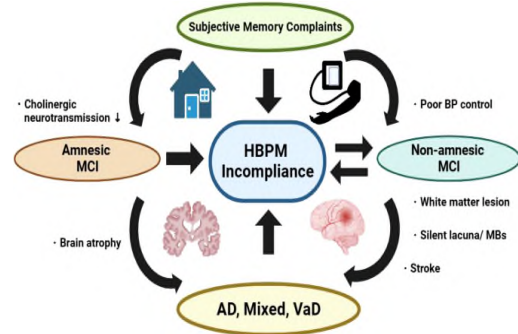 Subjective Memory Complaints
· Cholinergic
neurotransmission ↓
· Poor BP control
Amnesic
MCI
HBPM
Incompliance
Non-amnesic
MCI
· White matter lesion
· Brain atrophy
· Silent lacuna/ MBs
· Stroke
AD, Mixed, VaD